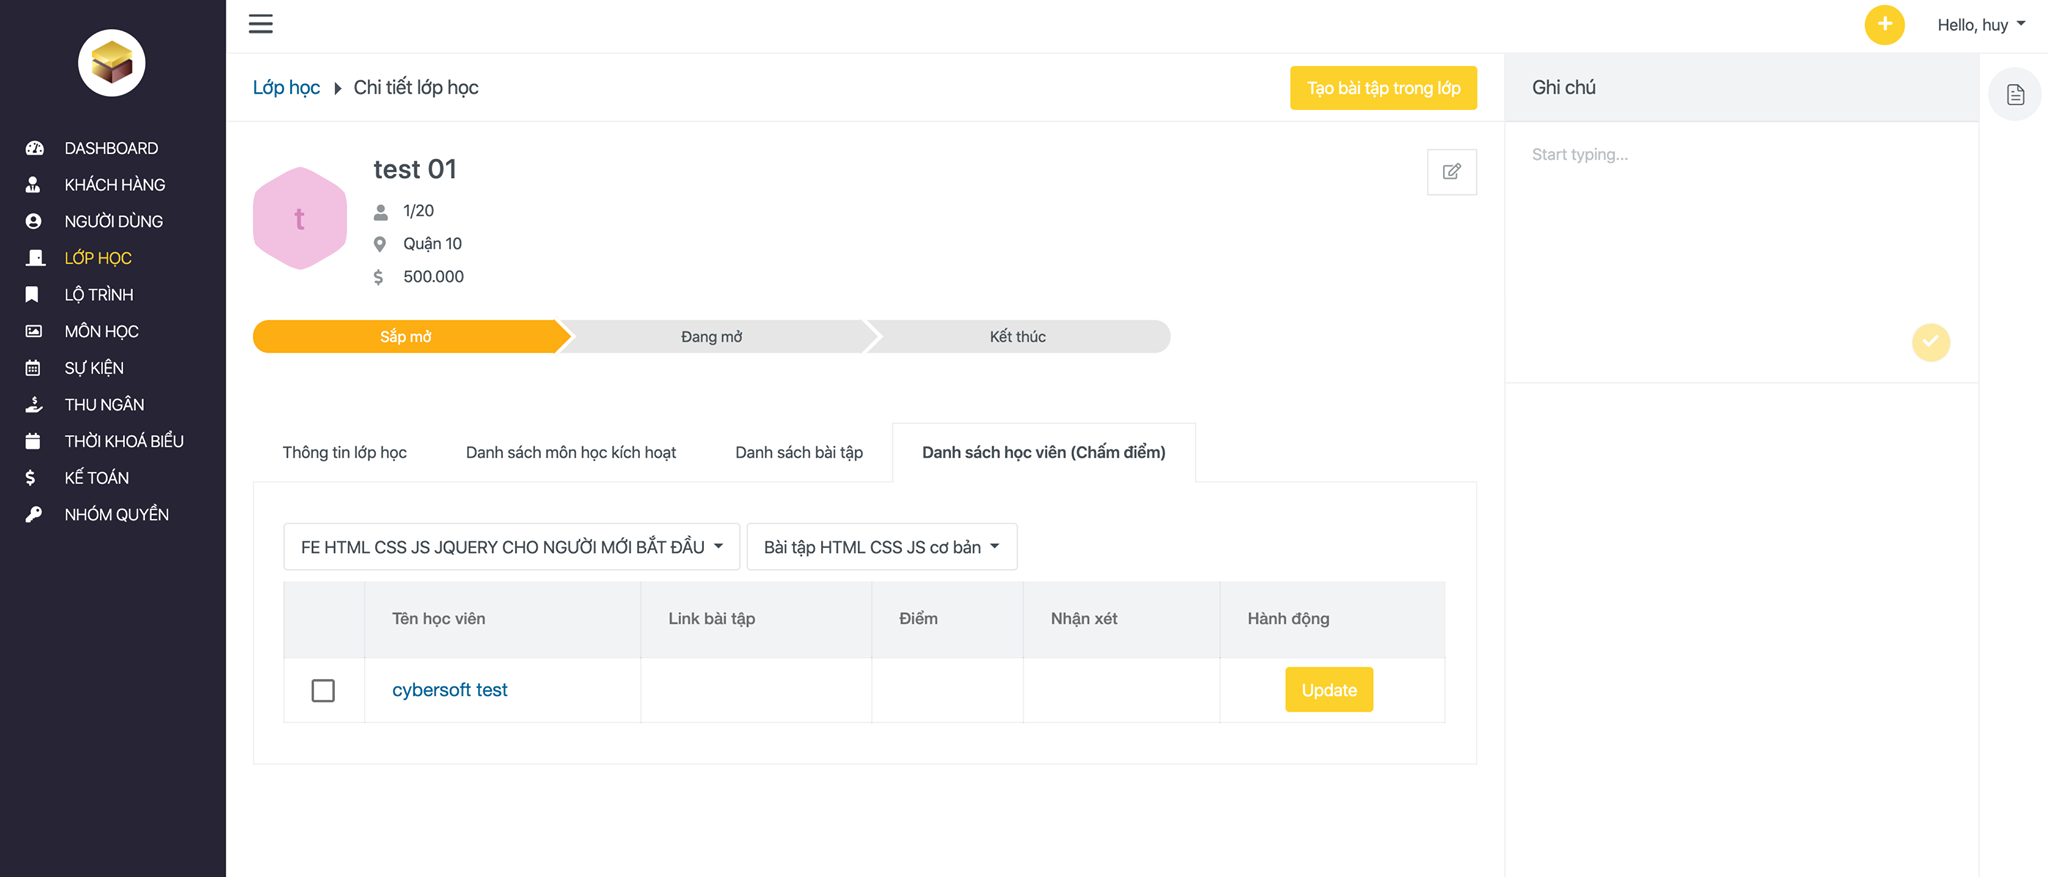 Hello, huy
DASHBOARD
KHÁCH HÀNG
NGƯỜI DÙNG
LỚP HỌC
LỘ TRÌNH
MÔN HỌC
SỰ KIỆN
THU NGÂN
THỜI KHOÁ BIỂU
KẾ TOÁN
NHÓM QUYỀN
Lớp học Chi tiết lớp học
Tạo bài tập trong lớp
t
test 01
1/20
Quận 10
500.000
Sắp mở Đang mở Kết thúc
Thông tin lớp học Danh sách môn học kích hoạt Danh sách bài tập Danh sách học viên (Chấm điểm)
FE HTML CSS JS JQUERY CHO NGƯỜI MỚI BẮT ĐẦU Bài tập HTML CSS JS cơ bản
Tên học viên Link bài tập Điểm Nhận xét Hành động
cybersoft test Update
Ghi chú
Start typing...